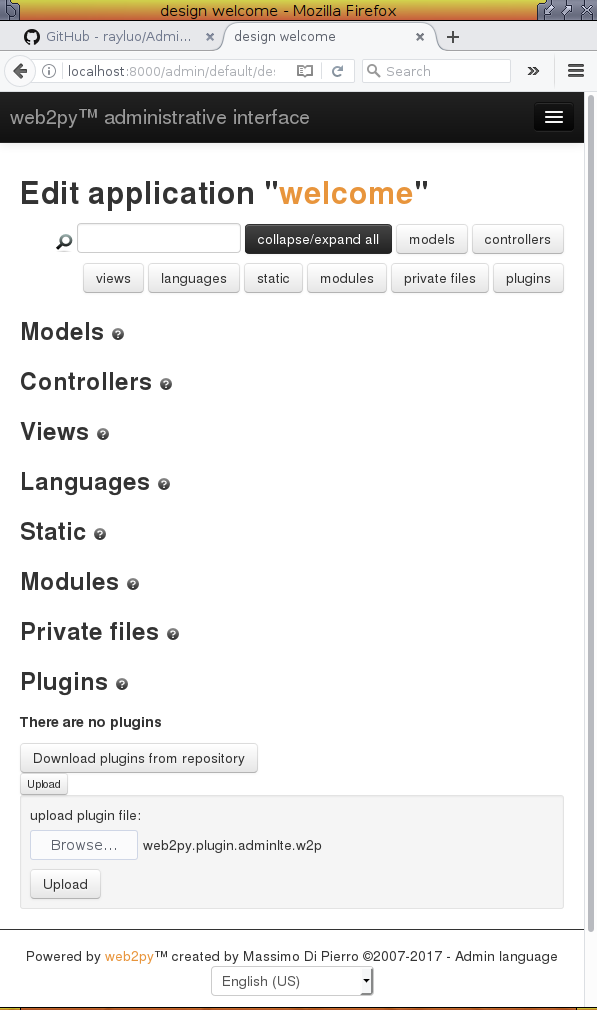 design welcome - Mozilla Firefox
GitHub - rayluo/Admi... × design welcome × +
localhost:8000/admin/default/de Search
web2py™ administrative interface
Edit application "welcome"
collapse/expand all models controllers
views languages static modules private files plugins
Models ?
Controllers ?
Views ?
Languages ?
Static ?
Modules ?
Private files ?
Plugins ?
There are no plugins
Download plugins from repository
Upload
upload plugin file:
Browse... web2py.plugin.adminlte.w2p
Upload
Powered by web2py™ created by Massimo Di Pierro ©2007-2017 - Admin language
English (US)